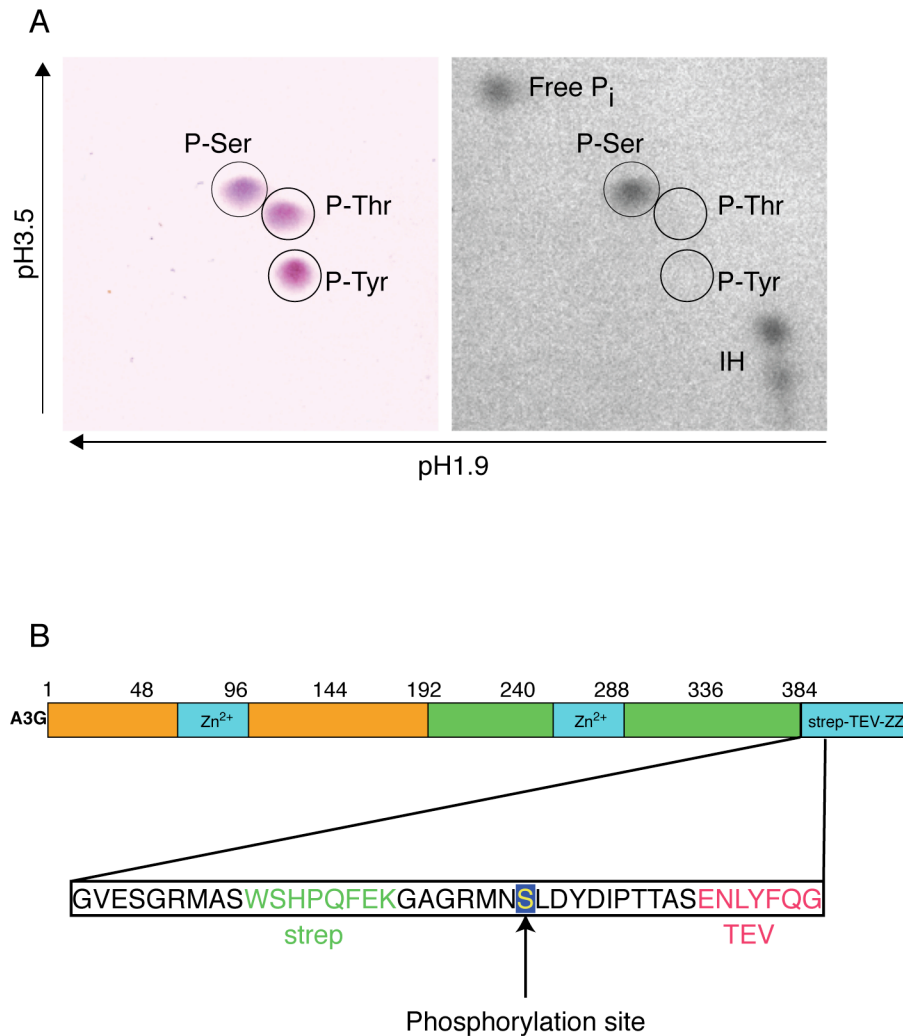 A
Free Pi
P-Ser
P-Ser
P-Thr
P-Thr
P-Tyr
P-Tyr
IH
pH3.5
pH1.9
B
1 48 96 144 192 240 288 336 384
A3G Zn2+ Zn2+ strep-TEV-ZZ
GVESGRMASWSHPQFEKGAGRMNSLDYDIPTTASENLYFQG
strep TEV
Phosphorylation site